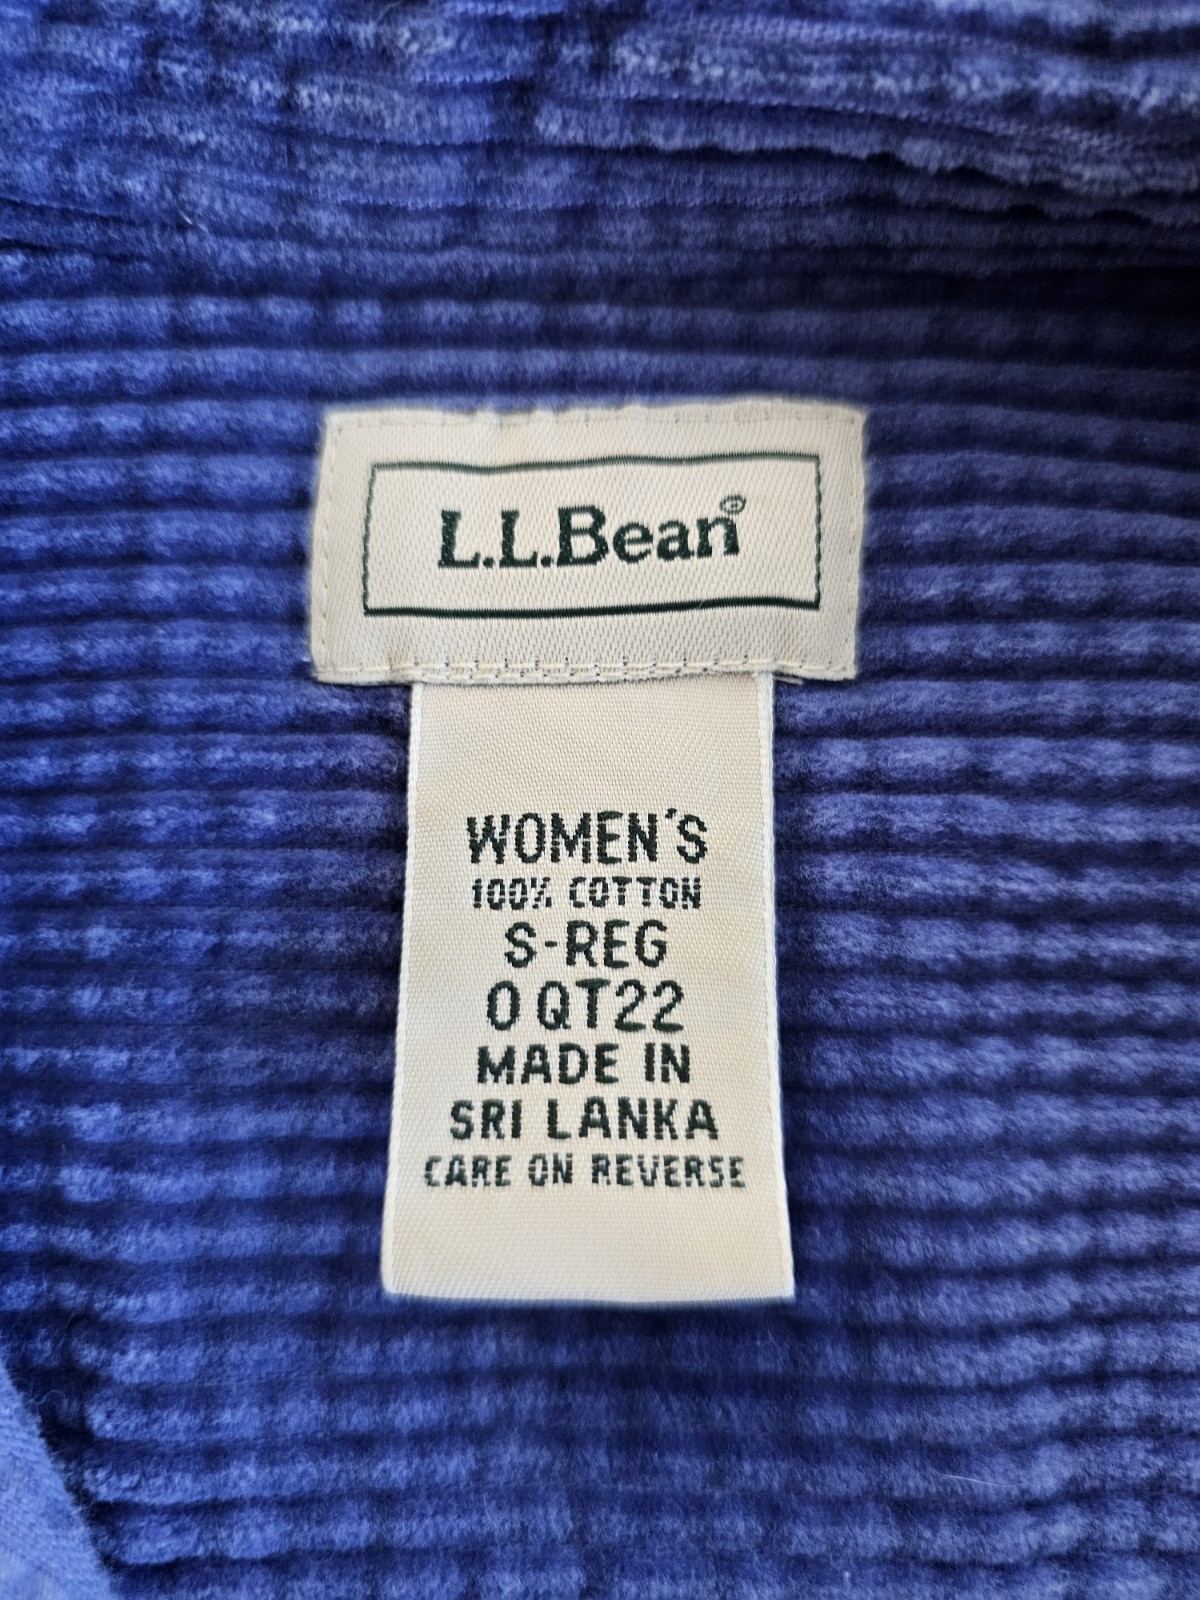 L.L.Bean®
WOMEN'S
100% COTTON
S-REG
0 QT22
MADE IN
SRI LANKA
CARE ON REVERSE